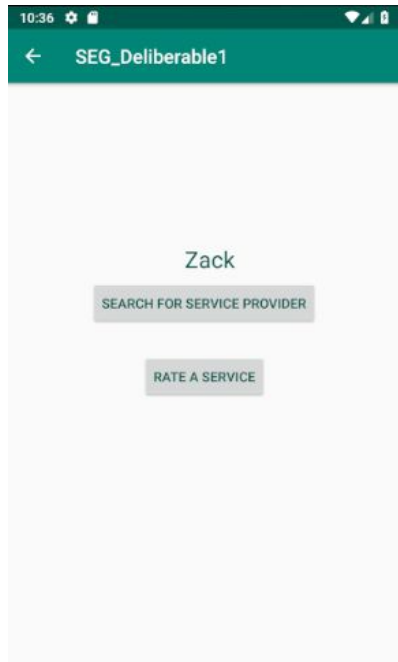 10:36
SEG_Deliberable1
Zack
SEARCH FOR SERVICE PROVIDER
RATE A SERVICE